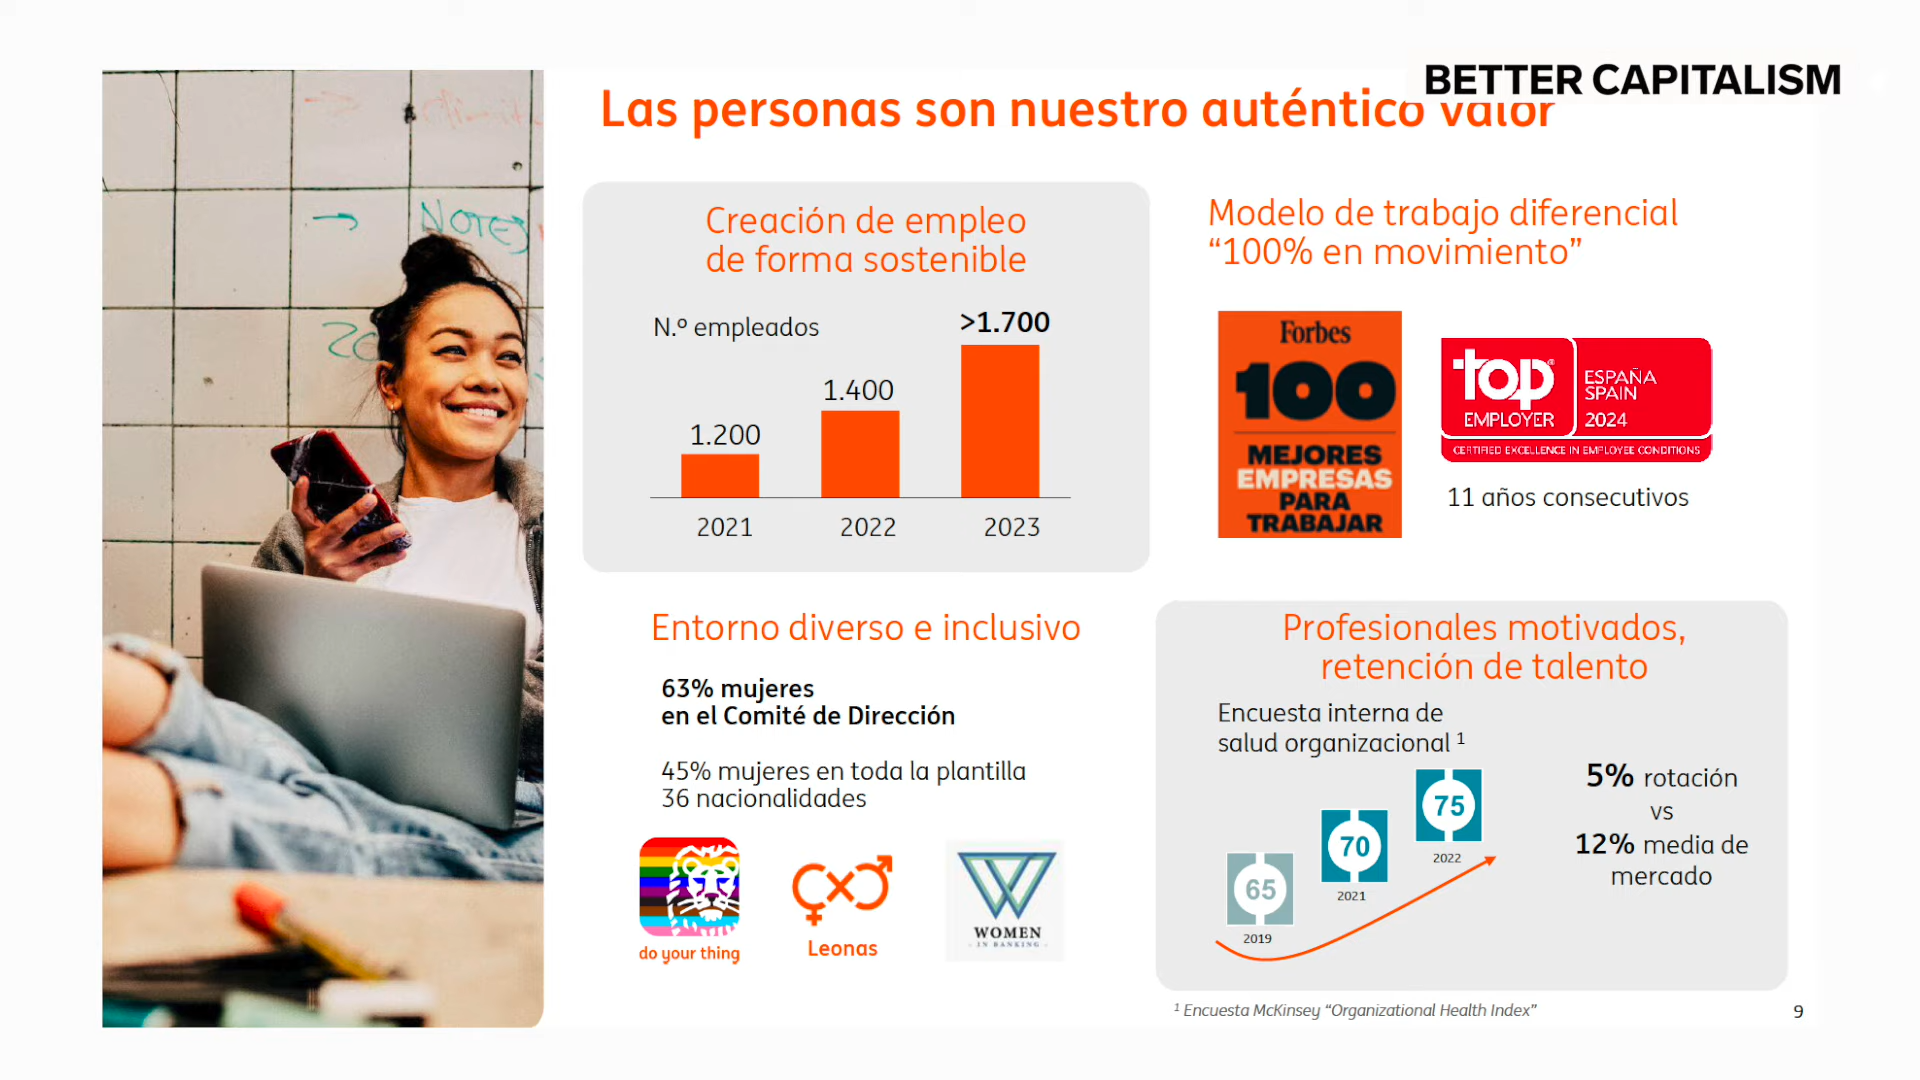 BETTER CAPITALISM
Las personas son nuestro auténtico valor
NOTES
Creación de empleo
de forma sostenible
N.º empleados
>1.700
1.400
1.200
2021
2022
2023
Modelo de trabajo diferencial
“100% en movimiento”
Forbes
100
MEJORES
EMPRESAS
PARA
TRABAJAR
top®
EMPLOYER
ESPAÑA
SPAIN
2024
CERTIFIED EXCELLENCE IN EMPLOYEE CONDITIONS
11 años consecutivos
Entorno diverso e inclusivo
63% mujeres
en el Comité de Dirección
45% mujeres en toda la plantilla
36 nacionalidades
do your thing
Leonas
WOMEN
- IN BANKING -
Profesionales motivados,
retención de talento
Encuesta interna de
salud organizacional ¹
75
2022
70
2021
65
2019
5% rotación
vs
12% media de
mercado
¹ Encuesta McKinsey “Organizational Health Index”
9